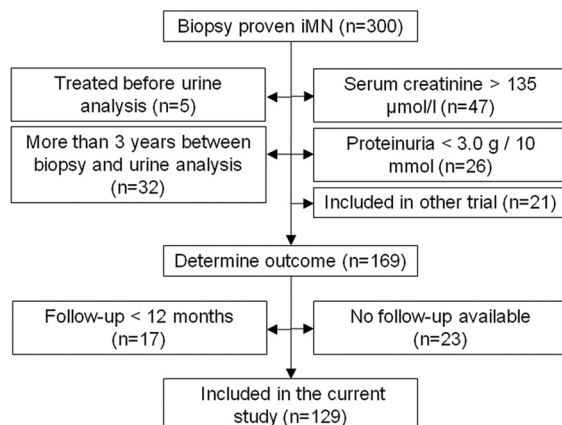 Biopsy proven iMN (n=300)
Treated before urine
analysis (n=5)
Serum creatinine > 135
µmol/l (n=47)
More than 3 years between
biopsy and urine analysis
(n=32)
Proteinuria < 3.0 g / 10
mmol (n=26)
Included in other trial (n=21)
Determine outcome (n=169)
Follow-up < 12 months
(n=17)
No follow-up available
(n=23)
Included in the current
study (n=129)